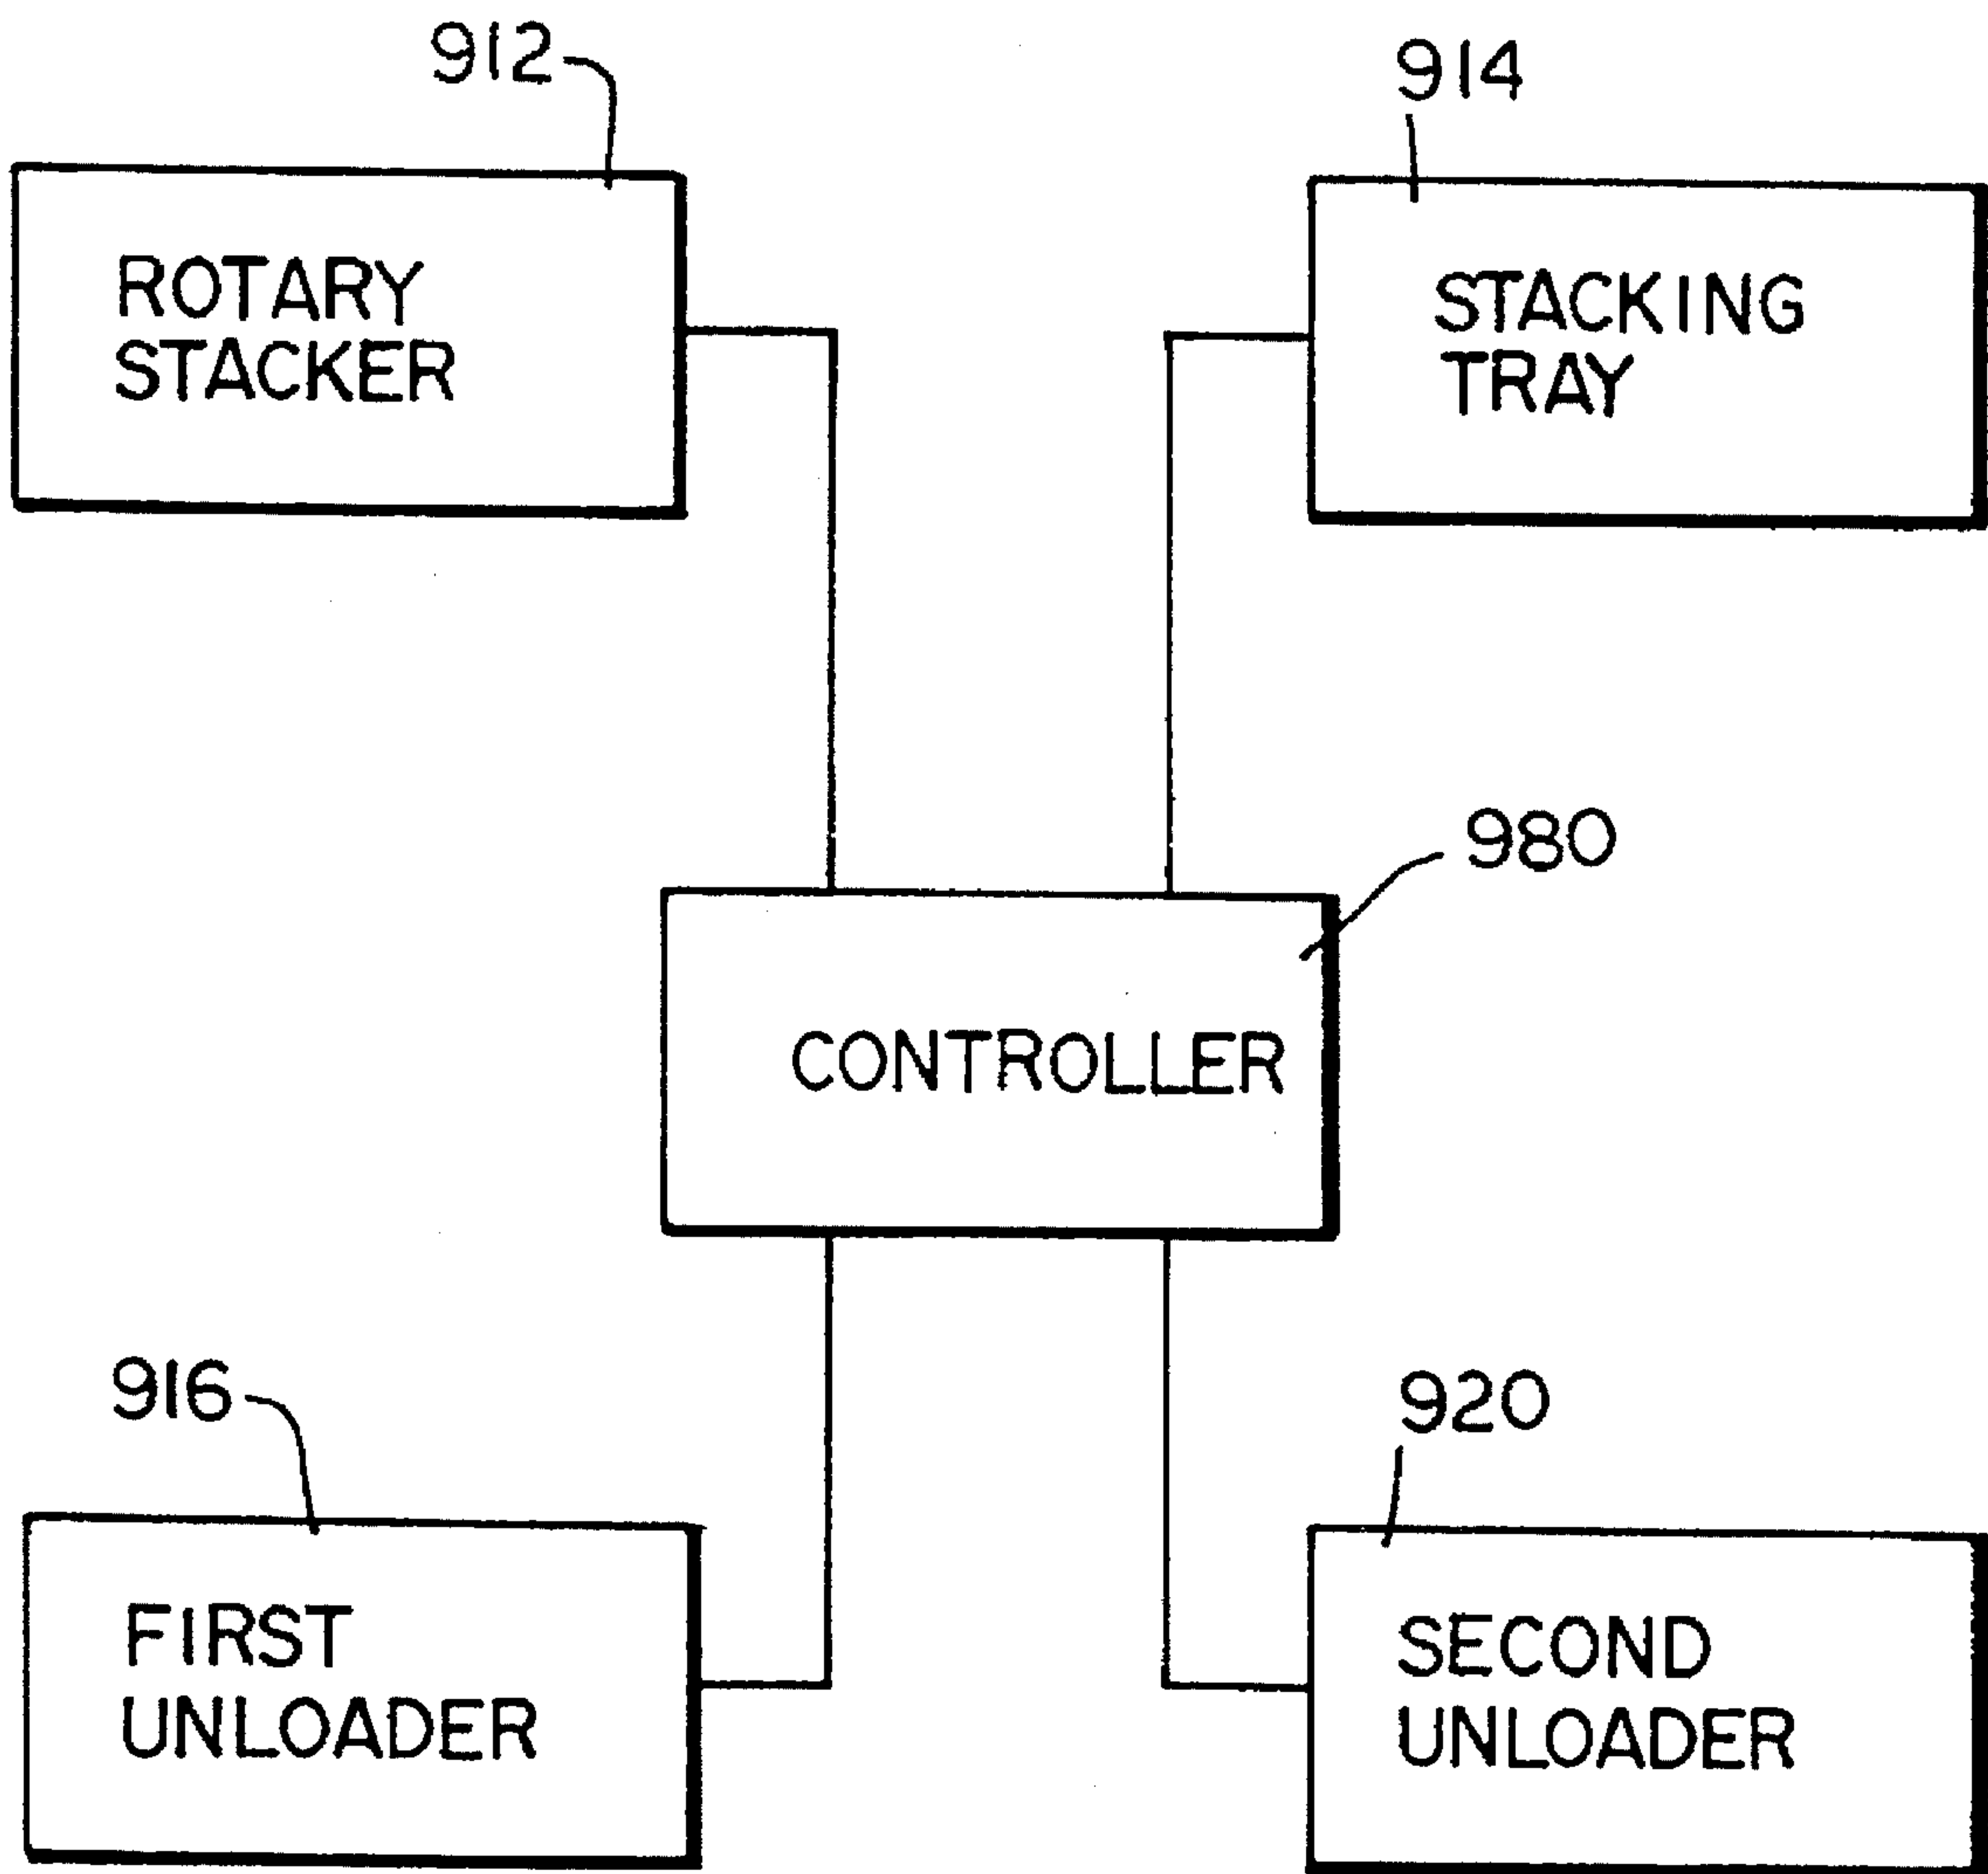 912
914
ROTARY
STACKER
STACKING
TRAY
980
CONTROLLER
916
920
FIRST
UNLOADER
SECOND
UNLOADER